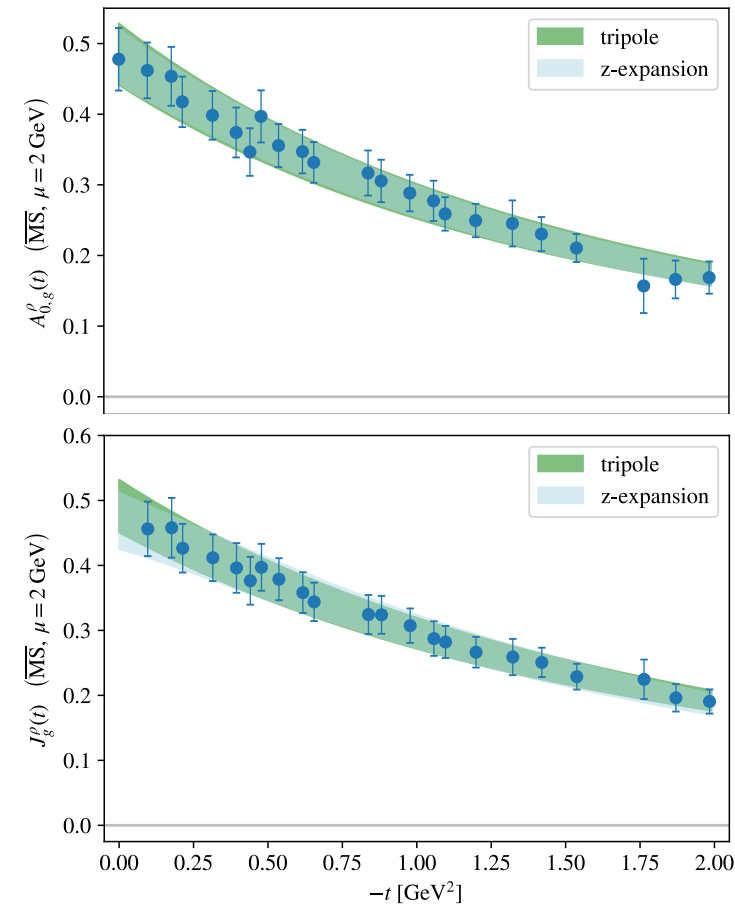 tripole
z-expansion
0.5
0.4
0.3
0.2
0.1
0.0
A^ρ_{0,g}(t) (\overline{MS}, μ = 2 GeV)
tripole
z-expansion
0.6
0.5
0.4
0.3
0.2
0.1
0.0
J^ρ_g(t) (\overline{MS}, μ = 2 GeV)
0.00 0.25 0.50 0.75 1.00 1.25 1.50 1.75 2.00
−t [GeV²]